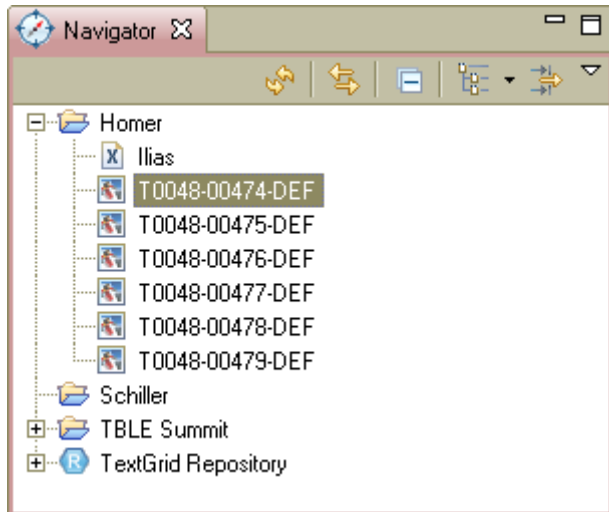 Navigator
Homer
X Ilias
T0048-00474-DEF
T0048-00475-DEF
T0048-00476-DEF
T0048-00477-DEF
T0048-00478-DEF
T0048-00479-DEF
Schiller
TBLE Summit
R TextGrid Repository